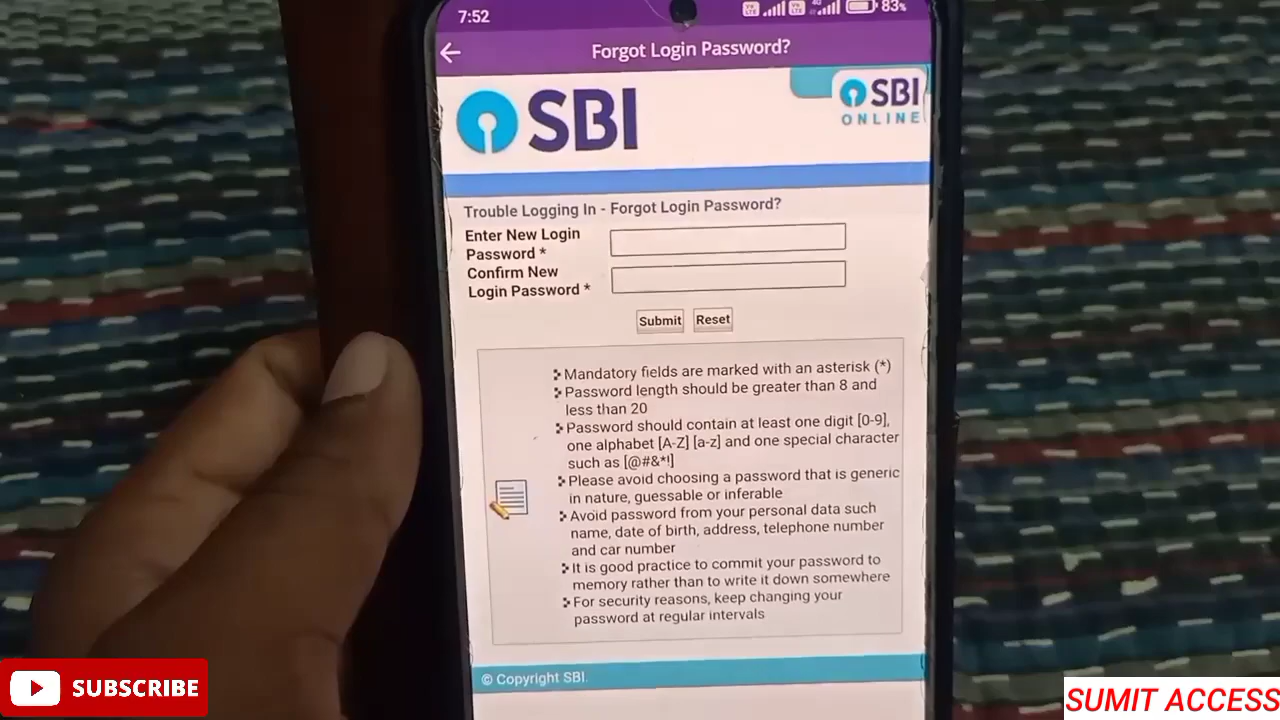 7:52
83%
Forgot Login Password?
SBI
SBI
ONLINE
Trouble Logging In - Forgot Login Password?
Enter New Login
Password *
Confirm New
Login Password *
Submit Reset
Mandatory fields are marked with an asterisk (*)
Password length should be greater than 8 and
less than 20
Password should contain at least one digit [0-9],
one alphabet [A-Z] [a-z] and one special character
such as [@#&*!]
Please avoid choosing a password that is generic
in nature, guessable or inferable
Avoid password from your personal data such
name, date of birth, address, telephone number
and car number
It is good practice to commit your password to
memory rather than to write it down somewhere
For security reasons, keep changing your
password at regular intervals
© Copyright SBI.
SUBSCRIBE
SUMIT ACCESS